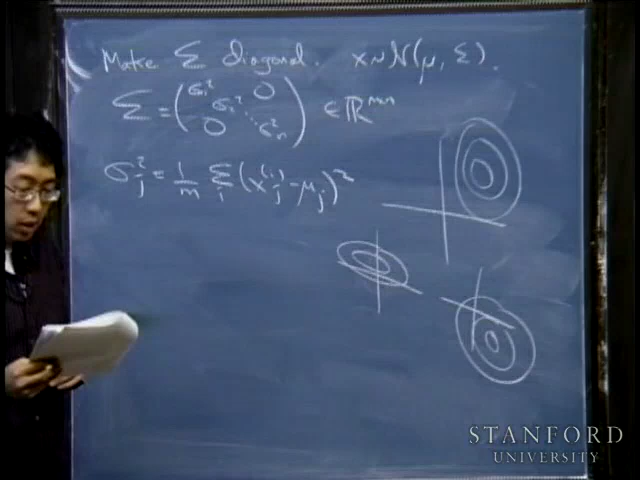 Make Σ diagonal. x ~ N(μ, Σ).
Σ = (σ₁² σ₂² ⋱ σₙ² 0 0) ∈ ℝⁿˣⁿ
σⱼ² = 1/m Σᵢ (xⱼ⁽ⁱ⁾ - μⱼ)²
STANFORD
UNIVERSITY